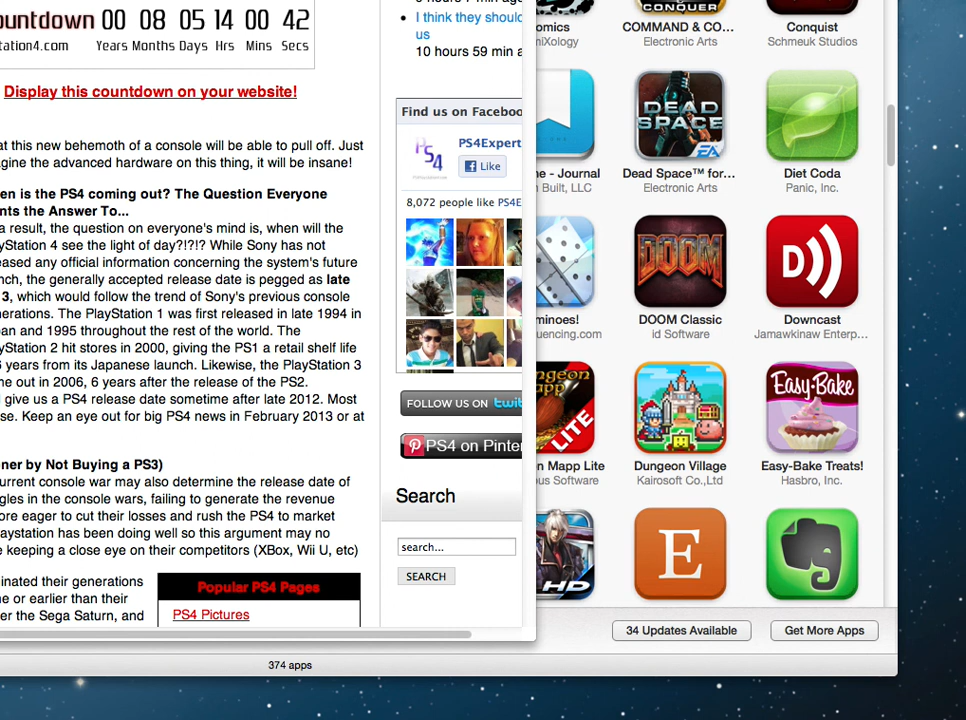 ountdown 00 08 05 14 00 42
tation4.com Years Months Days Hrs Mins Secs
Display this countdown on your website!
at this new behemoth of a console will be able to pull off. Just
agine the advanced hardware on this thing, it will be insane!
en is the PS4 coming out? The Question Everyone
nts the Answer To...
a result, the question on everyone's mind is, when will the
yStation 4 see the light of day?!?!? While Sony has not
eased any official information concerning the system's future
nch, the generally accepted release date is pegged as late
3, which would follow the trend of Sony's previous console
nerations. The PlayStation 1 was first released in late 1994 in
pan and 1995 throughout the rest of the world. The
yStation 2 hit stores in 2000, giving the PS1 a retail shelf life
6 years from its Japanese launch. Likewise, the PlayStation 3
ne out in 2006, 6 years after the release of the PS2.
l give us a PS4 release date sometime after late 2012. Most
se. Keep an eye out for big PS4 news in February 2013 or at
ner by Not Buying a PS3)
urrent console war may also determine the release date of
gles in the console wars, failing to generate the revenue
ore eager to cut their losses and rush the PS4 to market
laystation has been doing well so this argument may no
e keeping a close eye on their competitors (XBox, Wii U, etc)
inated their generations
ne or earlier than their
er the Sega Saturn, and
Popular PS4 Pages
PS4 Pictures
I think they should
us
10 hours 59 min a
Find us on Faceboo
PS4
PS4Expert
Like
8,072 people like PS4E
FOLLOW US ON twit
PS4 on Pinter
Search
search...
SEARCH
omics
miXology
CONQUER
COMMAND & CO...
Electronic Arts
Conquist
Schmeuk Studios
ne - Journal
n Built, LLC
DEAD
SPACE
EA
Dead Space™ for...
Electronic Arts
Diet Coda
Panic, Inc.
minoes!
uencing.com
DOOM
DOOM Classic
id Software
D
Downcast
Jamawkinaw Enterp...
ngeon
app
LITE
n Mapp Lite
ous Software
Dungeon Village
Kairosoft Co.,Ltd
Easy-Bake
Easy-Bake Treats!
Hasbro, Inc.
HD
E
34 Updates Available
Get More Apps
374 apps